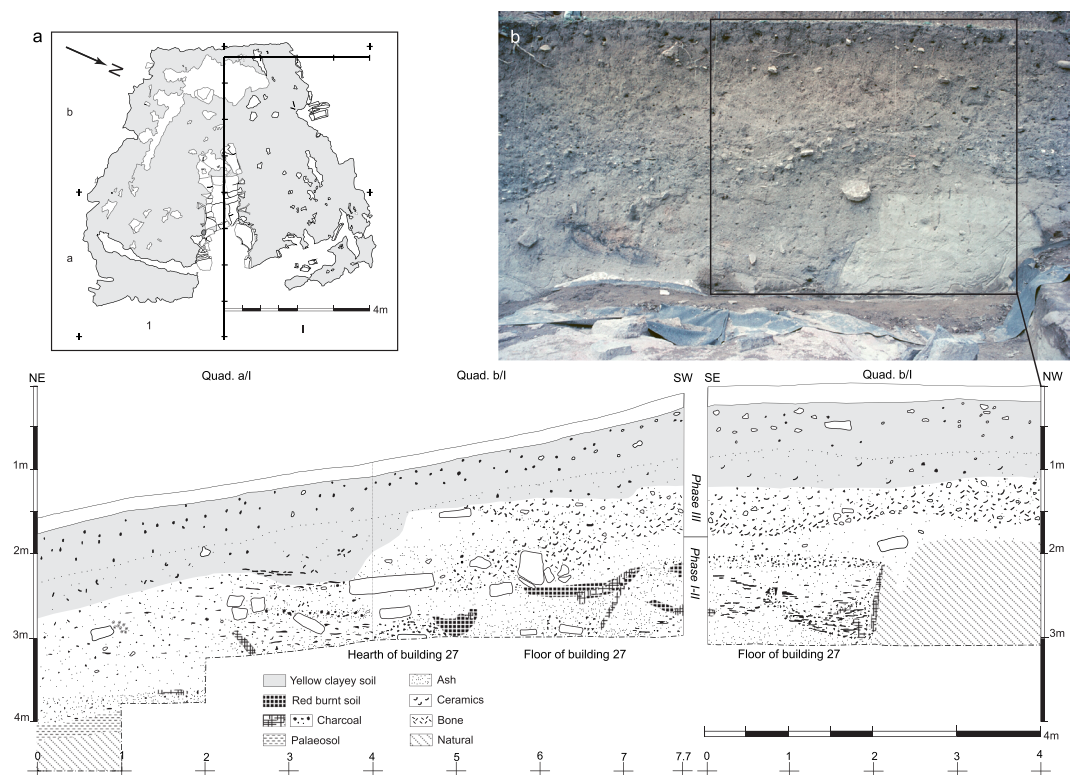 a
N
b
a
1
I
4m
b
NE
Quad. a/I
Quad. b/I
SW
SE
Quad. b/I
NW
1m
2m
3m
4m
Phase III
Phase I-II
1m
2m
3m
Hearth of building 27
Floor of building 27
Floor of building 27
Yellow clayey soil
Red burnt soil
Charcoal
Palaeosol
Ash
Ceramics
Bone
Natural
4m
0 1 2 3 4 5 6 7 7.7
0 1 2 3 4